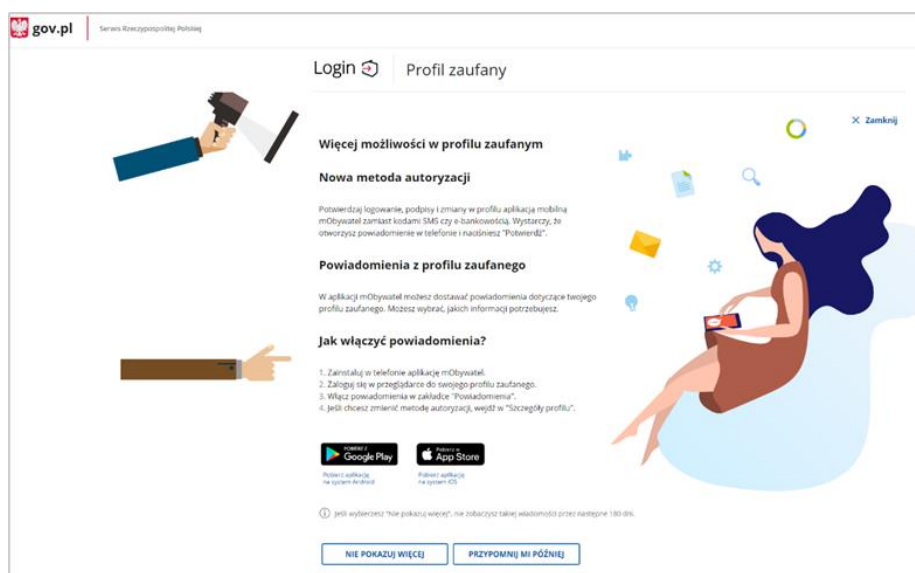 gov.pl
Serwis Rzeczypospolitej Polskiej
Login
Profil zaufany
Zamknij
Więcej możliwości w profilu zaufanym
Nowa metoda autoryzacji
Potwierdzaj logowanie, podpisy i zmiany w profilu aplikacją mobilną
mObywatel zamiast kodami SMS czy e-bankowością. Wystarczy, że
otworzysz powiadomienie w telefonie i naciśniesz "Potwierdź".
Powiadomienia z profilu zaufanego
W aplikacji mObywatel możesz dostawać powiadomienia dotyczące twojego
profilu zaufanego. Możesz wybrać, jakich informacji potrzebujesz.
Jak włączyć powiadomienia?
1. Zainstaluj w telefonie aplikację mObywatel.
2. Zaloguj się w przeglądarce do swojego profilu zaufanego.
3. Włącz powiadomienia w zakładce "Powiadomienia".
4. Jeśli chcesz zmienić metodę autoryzacji, wejdź w "Szczegóły profilu".
POBIERZ Z
Google Play
Pobierz w
App Store
Pobierz aplikację
na system Android
Pobierz aplikację
na system iOS
Jeśli wybierzesz "Nie pokazuj więcej", nie zobaczysz takiej wiadomości przez następne 180 dni.
NIE POKAZUJ WIĘCEJ
PRZYPOMNIJ MI PÓŹNIEJ